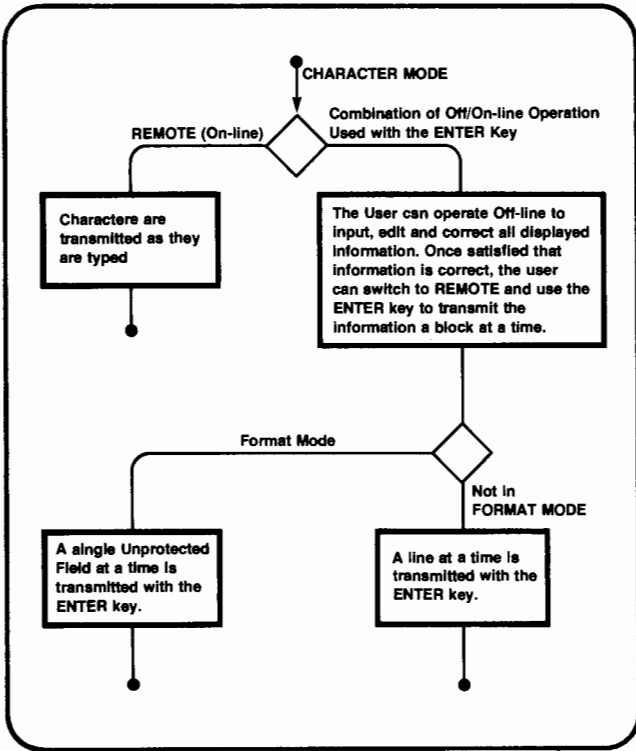 CHARACTER MODE
REMOTE (On-line)
Combination of Off/On-line Operation
Used with the ENTER Key
Charactere are
transmitted as they
are typed
The User csn operate Off-line to
input, edit and correct all displayed
information. Once satisfied that
information is correct, the user
can switch to REMOTE and use the
ENTER key to transmit the
information a block at a time.
Format Mode
Not in
FORMAT MODE
A aingle Unprotected
Field at a time is
transmitted with the
ENTER key.
A line at a time is
transmitted with the
ENTER key.